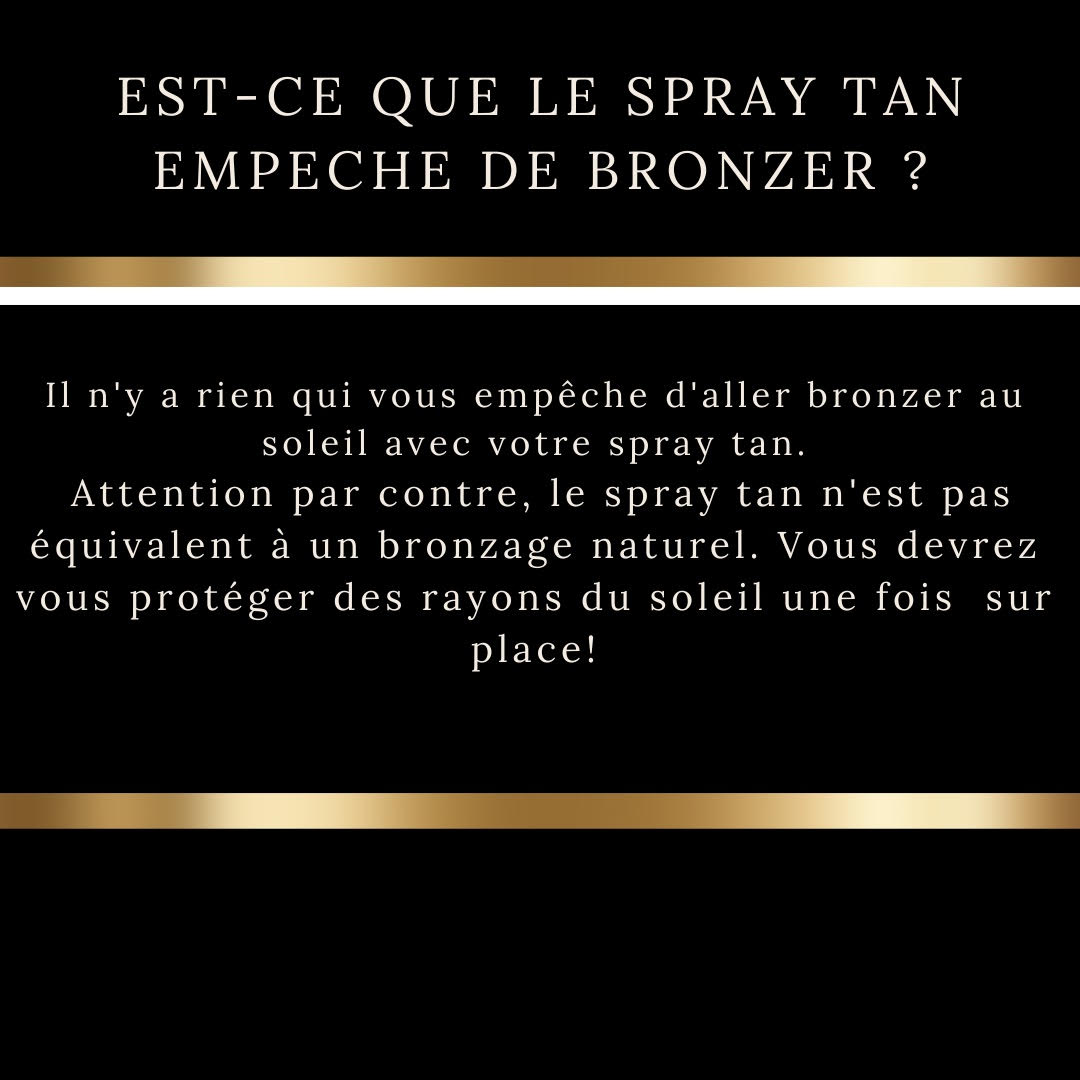 EST-CE QUE LE SPRAY TAN
EMPECHE DE BRONZER ?
Il n'y a rien qui vous empêche d'aller bronzer au
soleil avec votre spray tan.
Attention par contre, le spray tan n'est pas
équivalent à un bronzage naturel. Vous devrez
vous protéger des rayons du soleil une fois  sur
place!